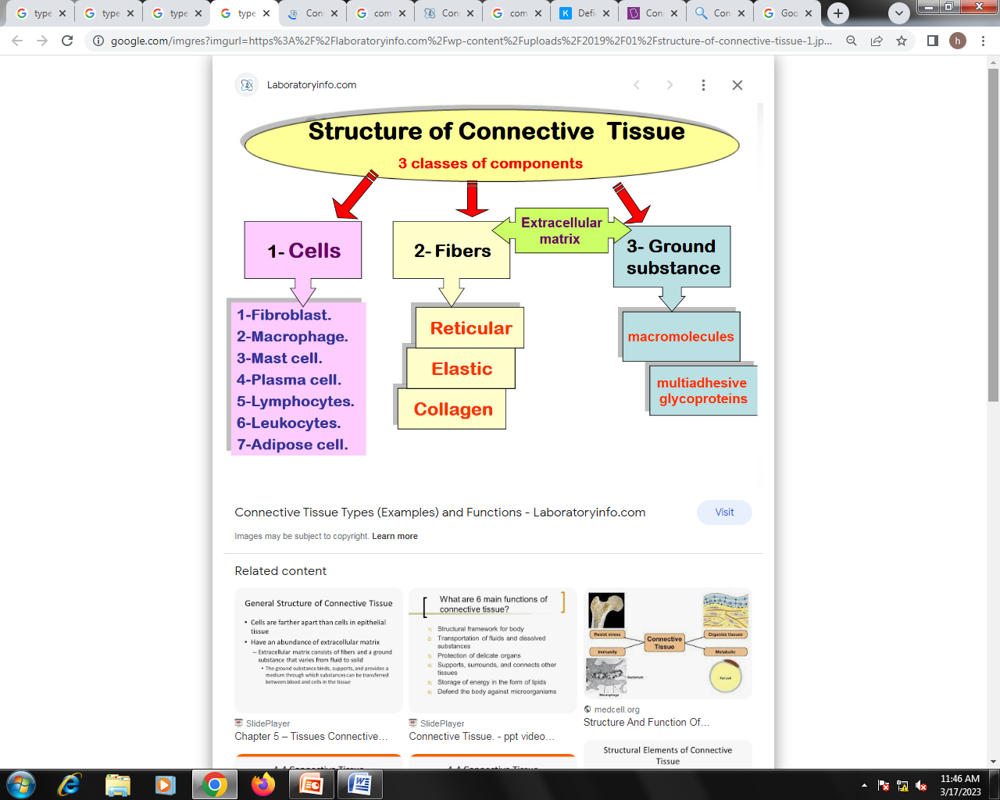 type
type
type
type
Con
com
Con
com
Defi
Con
Con
Goo
google.com/imgres?imgurl=https%3A%2F%2Flaboratoryinfo.com%2Fwp-content%2Fuploads%2F2019%2F01%2Fstructure-of-connective-tissue-1.jp...
h
Laboratoryinfo.com
Structure of Connective Tissue
3 classes of components
Extracellular
matrix
1- Cells
2- Fibers
3- Ground
substance
1-Fibroblast.
2-Macrophage.
3-Mast cell.
4-Plasma cell.
5-Lymphocytes.
6-Leukocytes.
7-Adipose cell.
Reticular
Elastic
Collagen
macromolecules
multiadhesive
glycoproteins
Connective Tissue Types (Examples) and Functions - Laboratoryinfo.com
Visit
Images may be subject to copyright. Learn more
Related content
General Structure of Connective Tissue
• Cells are farther apart than cells in epithelial
tissue
• Have an abundance of extracellular matrix
– Extracellular matrix consists of fibers and a ground
substance that varies from fluid to solid
• The ground substance binds, supports, and provides a
medium through which substances can be transferred
between blood and cells in the tissue
SlidePlayer
Chapter 5 – Tissues Connective...
What are 6 main functions of
connective tissue?
1) Structural framework for body
2) Transportation of fluids and dissolved
substances
3) Protection of delicate organs
4) Supports, surrounds, and connects other
tissues
5) Storage of energy in the form of lipids
6) Defend the body against microorganisms
SlidePlayer
Connective Tissue. - ppt video...
Resist stress
Organize tissues
Connective
Tissue
Immunity
Metabolic
Bacterium
Fat cell
Macrophage
medcell.org
Structure And Function Of...
Structural Elements of Connective
Tissue
11:46 AM
3/17/2023